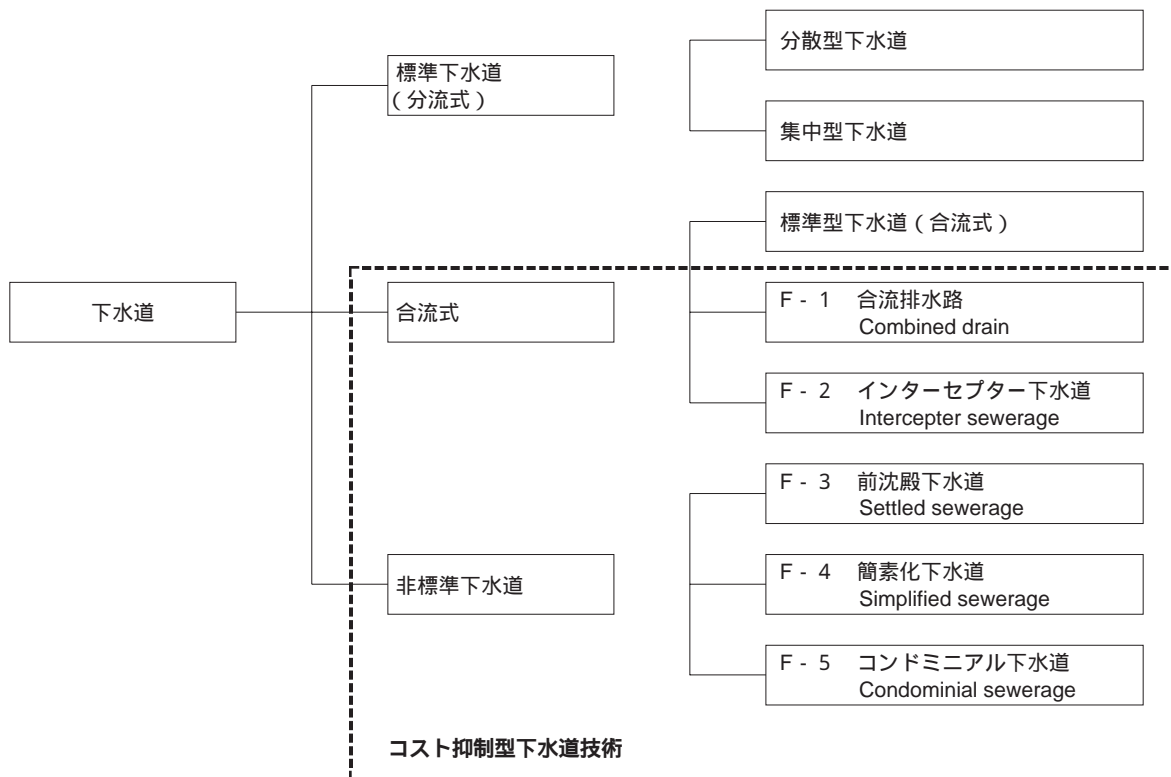 下水道
標準下水道
(分流式)
合流式
非標準下水道
分散型下水道
集中型下水道
標準型下水道(合流式)
F - 1 合流排水路
Combined drain
F - 2 インターセプター下水道
Intercepter sewerage
F - 3 前沈殿下水道
Settled sewerage
F - 4 簡素化下水道
Simplified sewerage
F - 5 コンドミニアル下水道
Condominial sewerage
コスト抑制型下水道技術